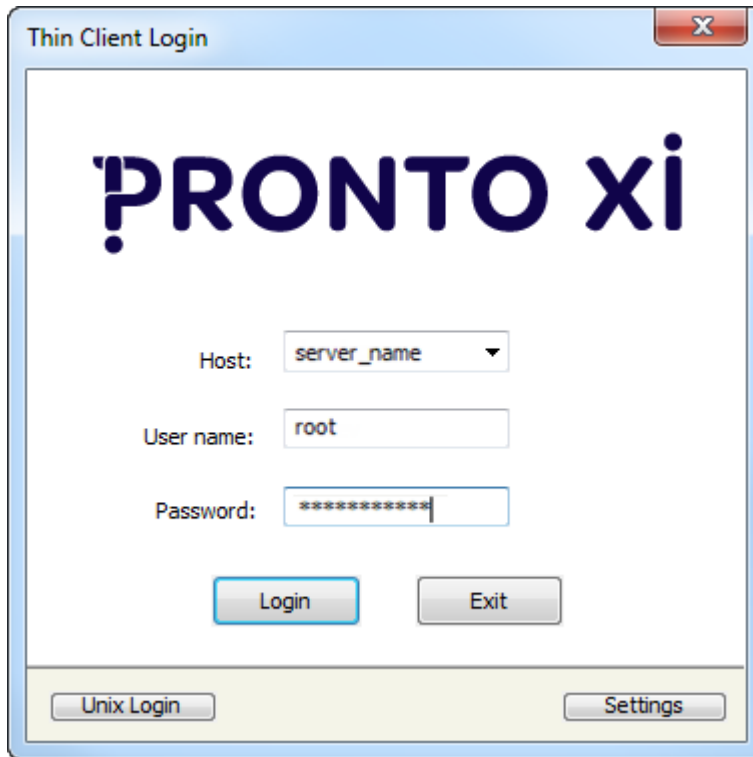 Thin Client Login
PRONTO Xi
Host: server_name
User name: root
Password: ***********
Login Exit
Unix Login Settings